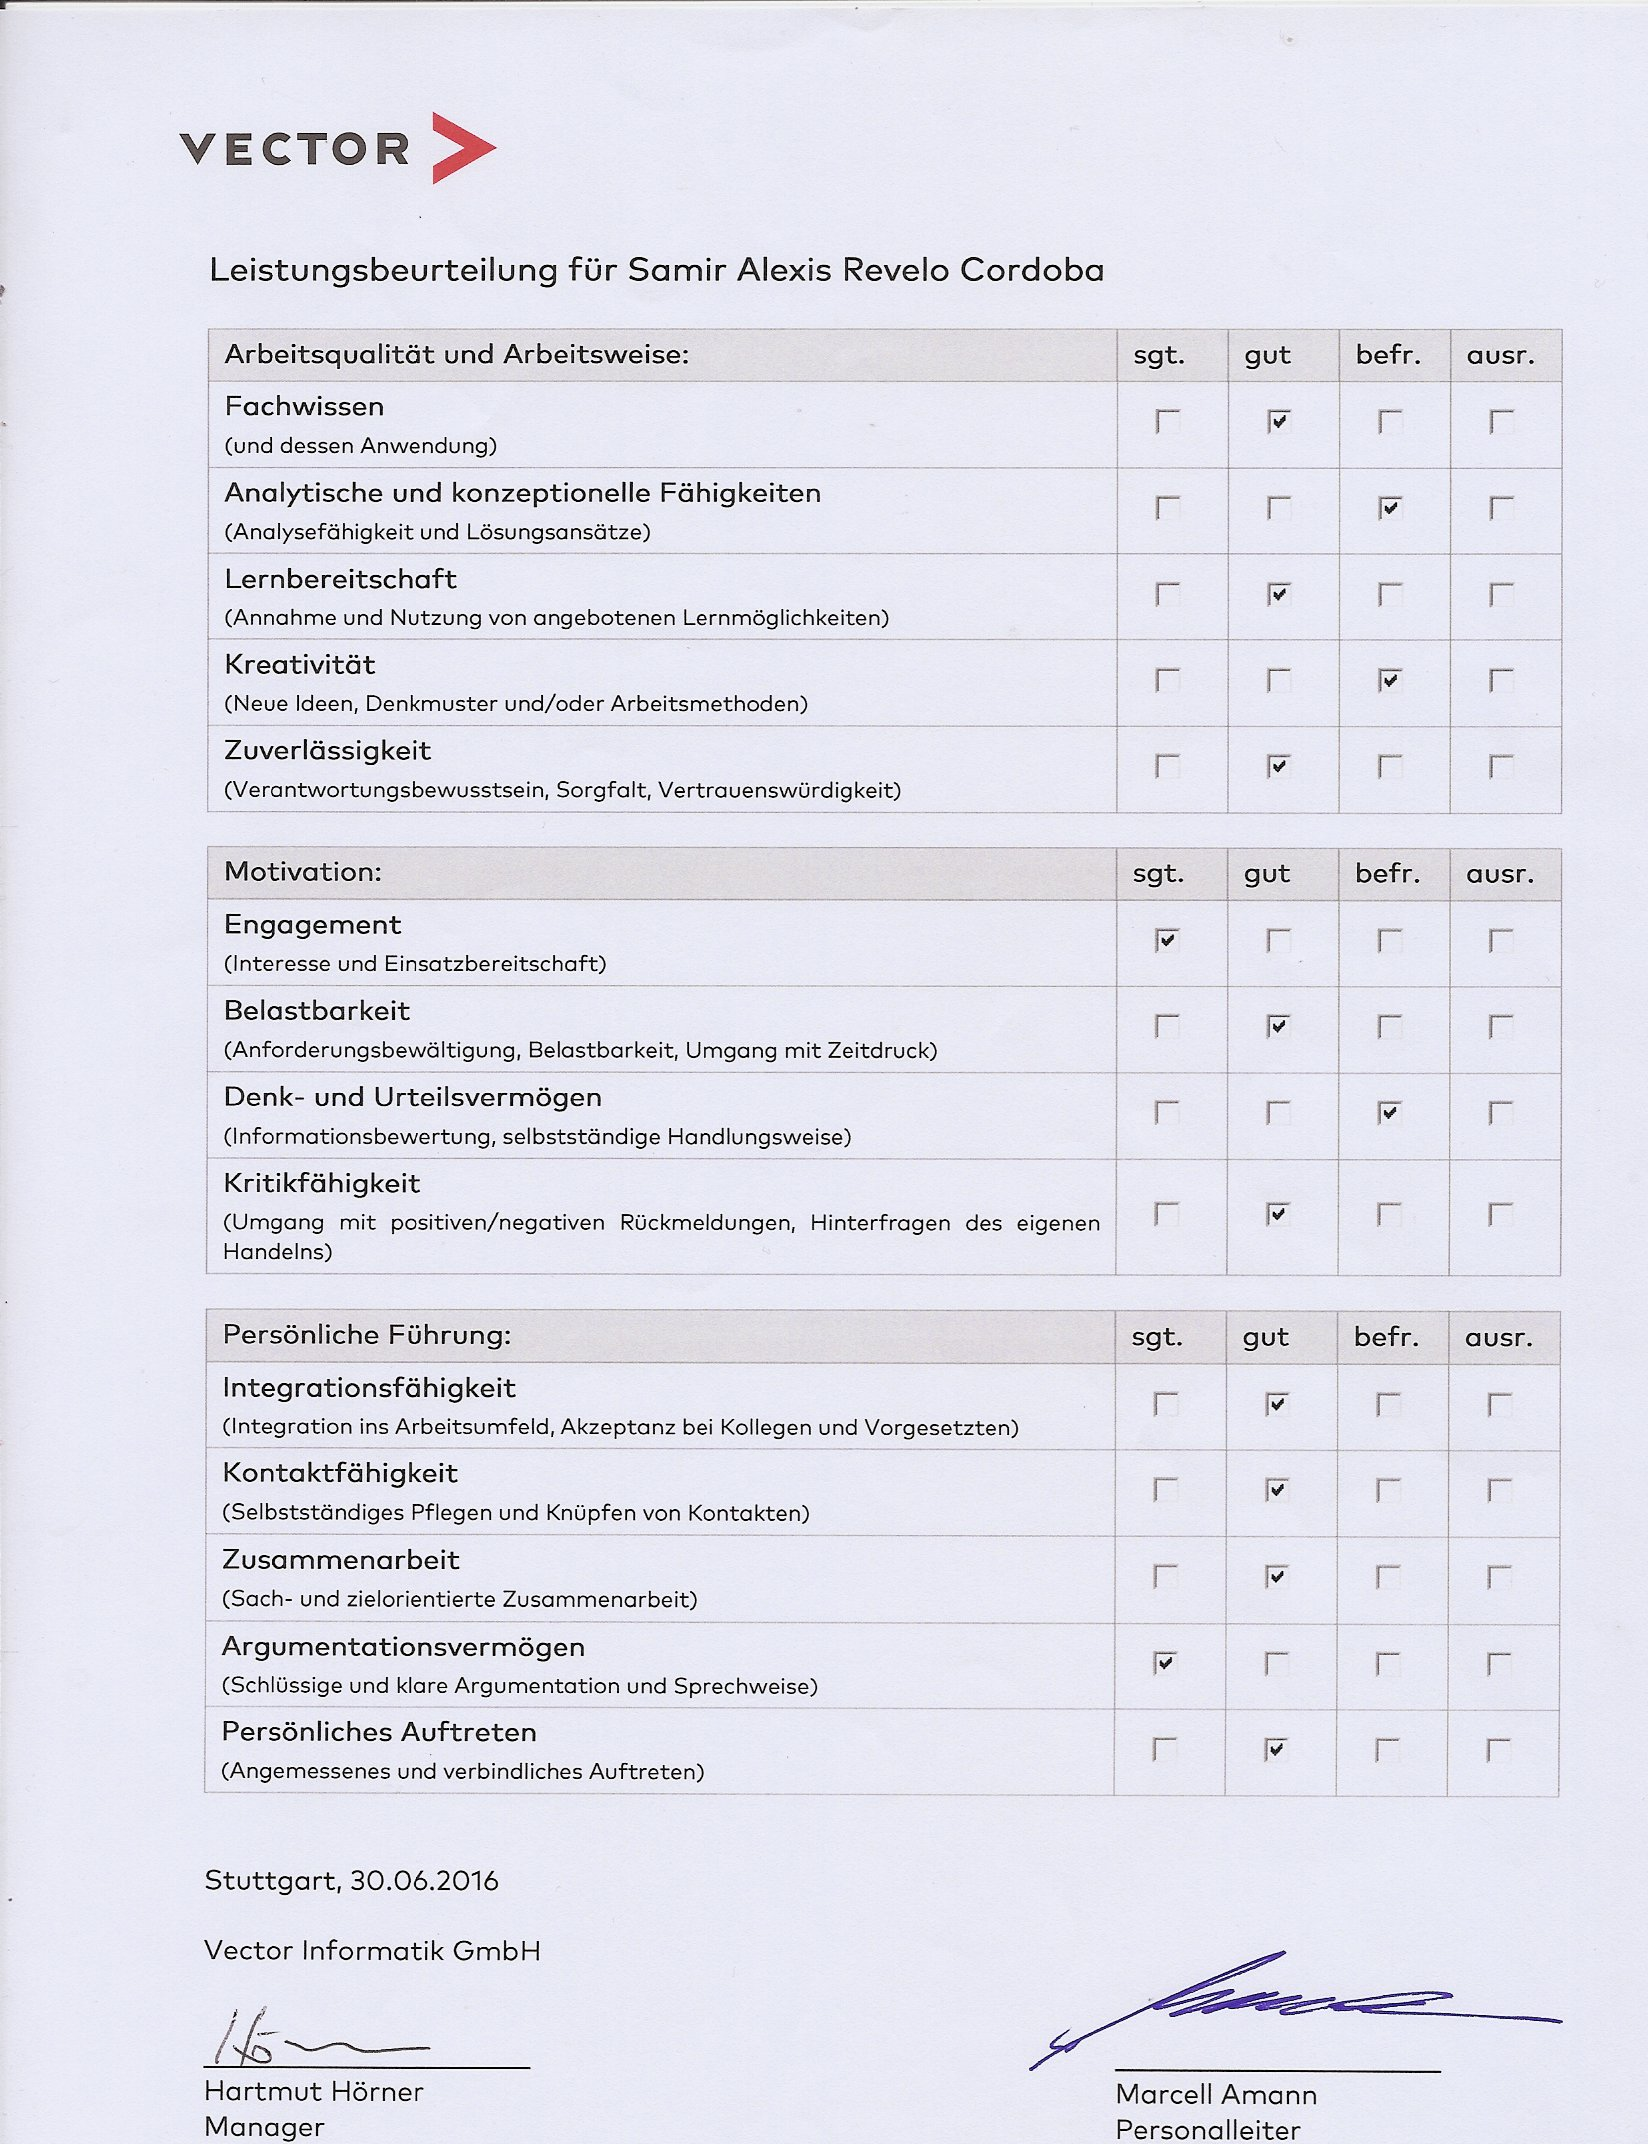 VECTOR
Leistungsbeurteilung für Samir Alexis Revelo Cordoba
Arbeitsqualität und Arbeitsweise: sgt. gut befr. ausr.
Fachwissen
(und dessen Anwendung)
Analytische und konzeptionelle Fähigkeiten
(Analysefähigkeit und Lösungsansätze)
Lernbereitschaft
(Annahme und Nutzung von angebotenen Lernmöglichkeiten)
Kreativität
(Neue Ideen, Denkmuster und/oder Arbeitsmethoden)
Zuverlässigkeit
(Verantwortungsbewusstsein, Sorgfalt, Vertrauenswürdigkeit)
Motivation: sgt. gut befr. ausr.
Engagement
(Interesse und Einsatzbereitschaft)
Belastbarkeit
(Anforderungsbewältigung, Belastbarkeit, Umgang mit Zeitdruck)
Denk- und Urteilsvermögen
(Informationsbewertung, selbstständige Handlungsweise)
Kritikfähigkeit
(Umgang mit positiven/negativen Rückmeldungen, Hinterfragen des eigenen
Handelns)
Persönliche Führung: sgt. gut befr. ausr.
Integrationsfähigkeit
(Integration ins Arbeitsumfeld, Akzeptanz bei Kollegen und Vorgesetzten)
Kontaktfähigkeit
(Selbstständiges Pflegen und Knüpfen von Kontakten)
Zusammenarbeit
(Sach- und zielorientierte Zusammenarbeit)
Argumentationsvermögen
(Schlüssige und klare Argumentation und Sprechweise)
Persönliches Auftreten
(Angemessenes und verbindliches Auftreten)
Stuttgart, 30.06.2016
Vector Informatik GmbH
Hartmut Hörner
Manager
Marcell Amann
Personalleiter